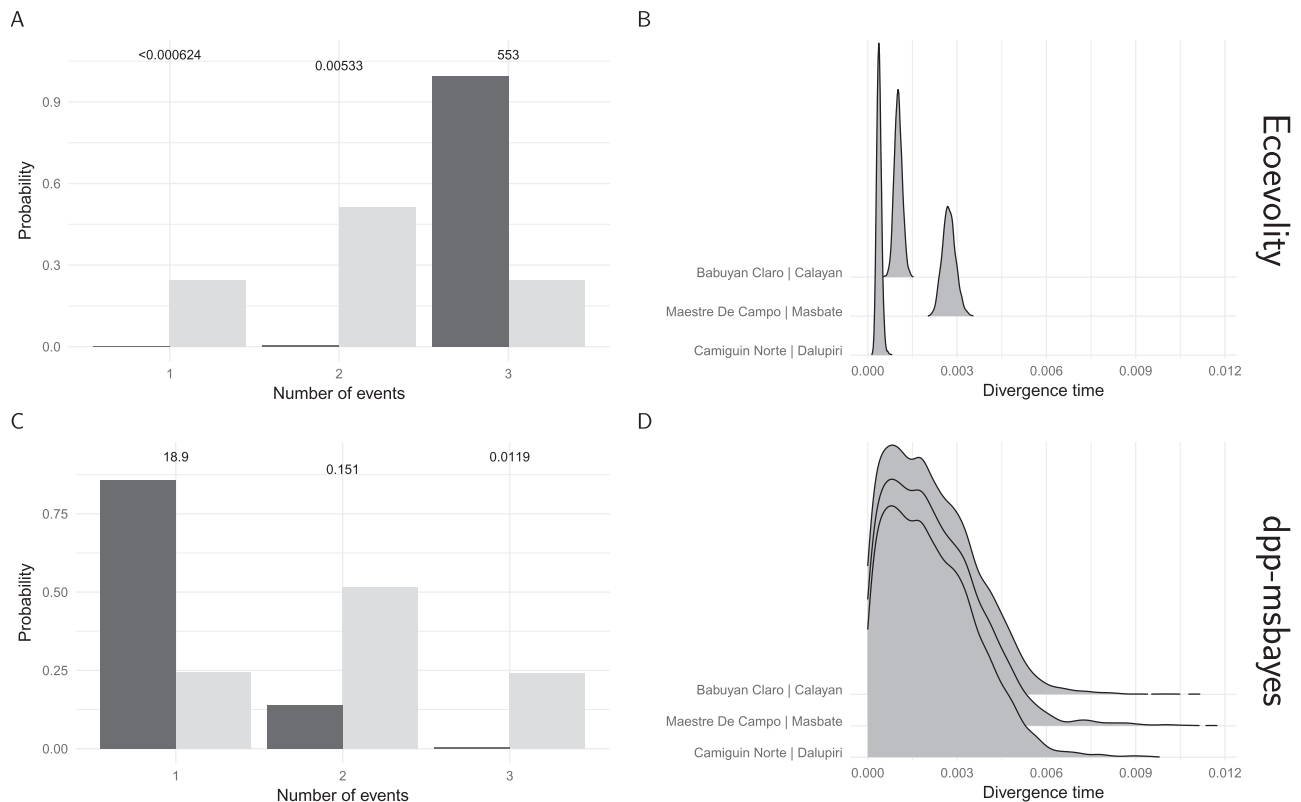 A
<0.000624
0.00533
553
0.9
0.6
0.3
0.0
Probability
1
2
3
Number of events
B
Babuyan Claro | Calayan
Maestre De Campo | Masbate
Camiguin Norte | Dalupiri
0.000
0.003
0.006
0.009
0.012
Divergence time
Ecoevolity
C
18.9
0.151
0.0119
0.75
0.50
0.25
0.00
Probability
1
2
3
Number of events
D
Babuyan Claro | Calayan
Maestre De Campo | Masbate
Camiguin Norte | Dalupiri
0.000
0.003
0.006
0.009
0.012
Divergence time
dpp-msbayes